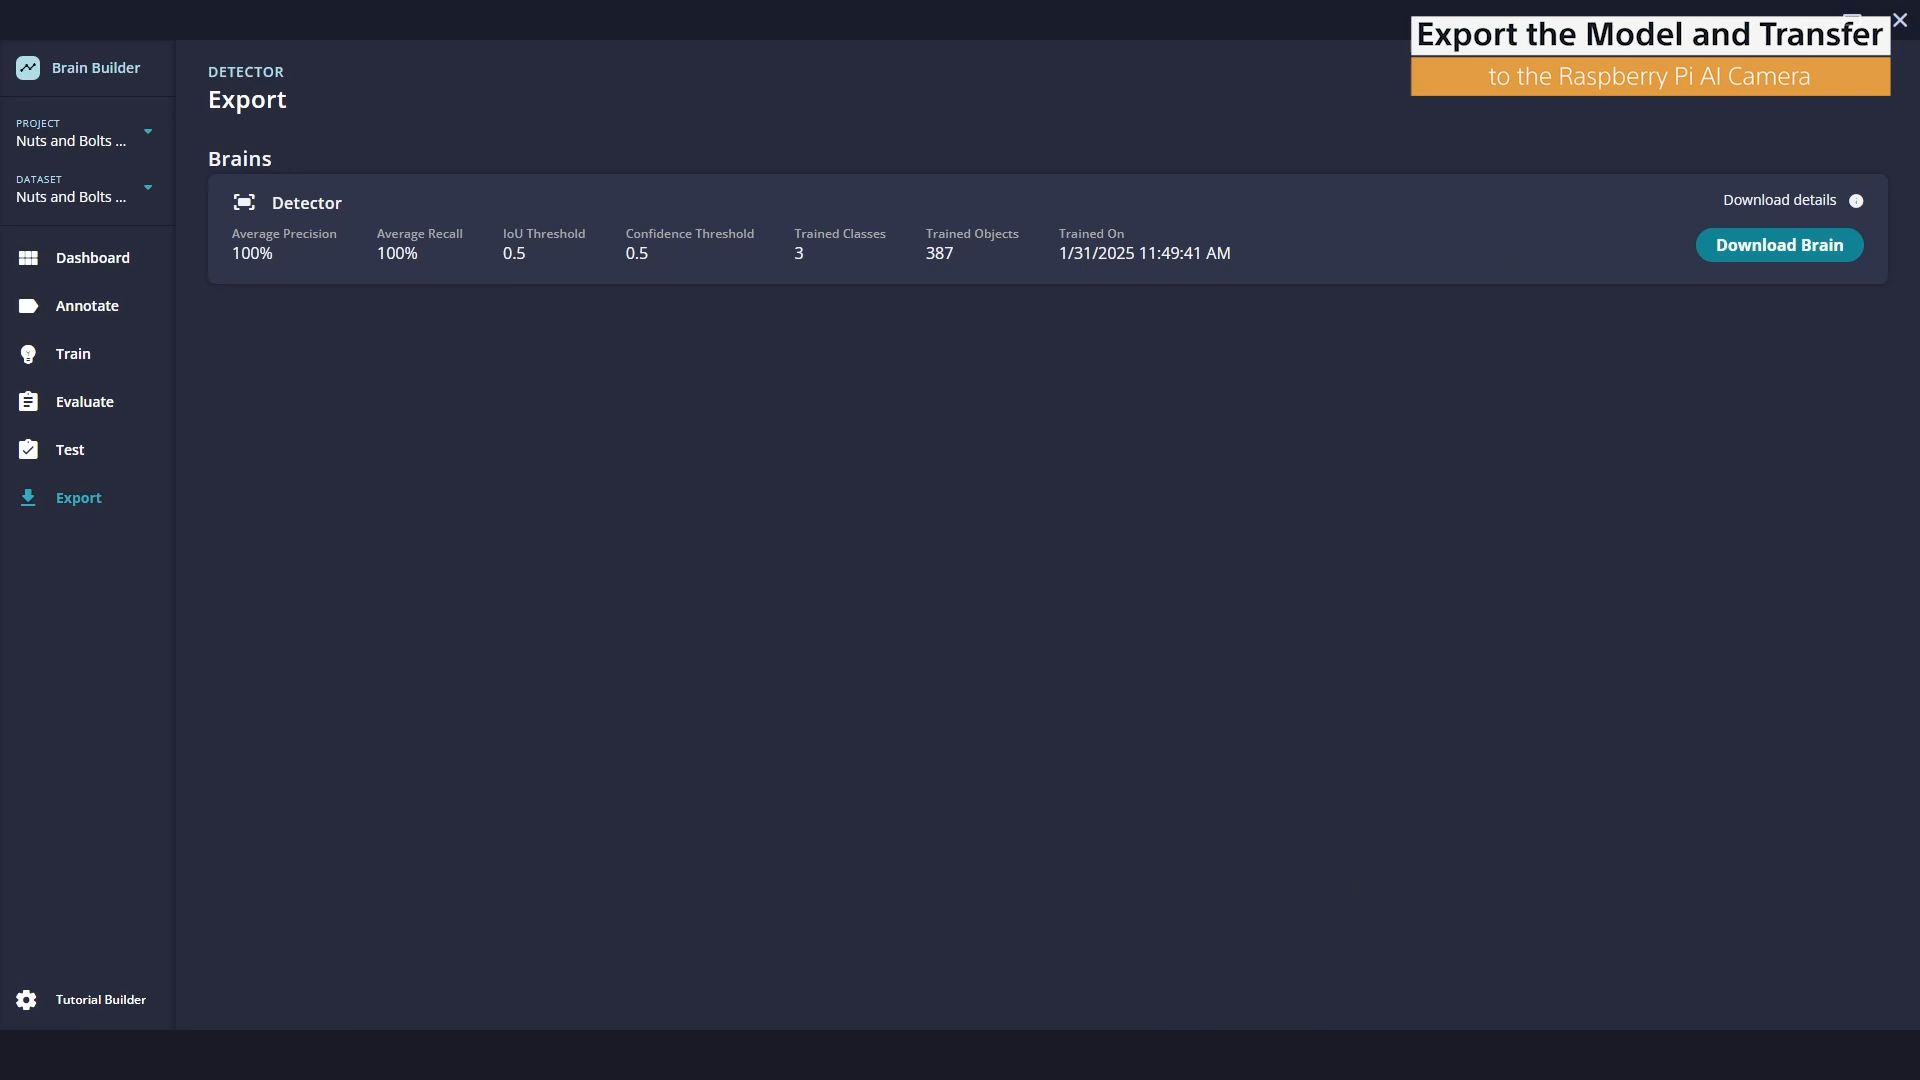 Export the Model and Transfer
to the Raspberry Pi AI Camera
Brain Builder
PROJECT
Nuts and Bolts ...
DATASET
Nuts and Bolts ...
Dashboard
Annotate
Train
Evaluate
Test
Export
Tutorial Builder
DETECTOR
Export
Brains
Detector
Download details
Average Precision Average Recall IoU Threshold Confidence Threshold Trained Classes Trained Objects Trained On
100% 100% 0.5 0.5 3 387 1/31/2025 11:49:41 AM
Download Brain